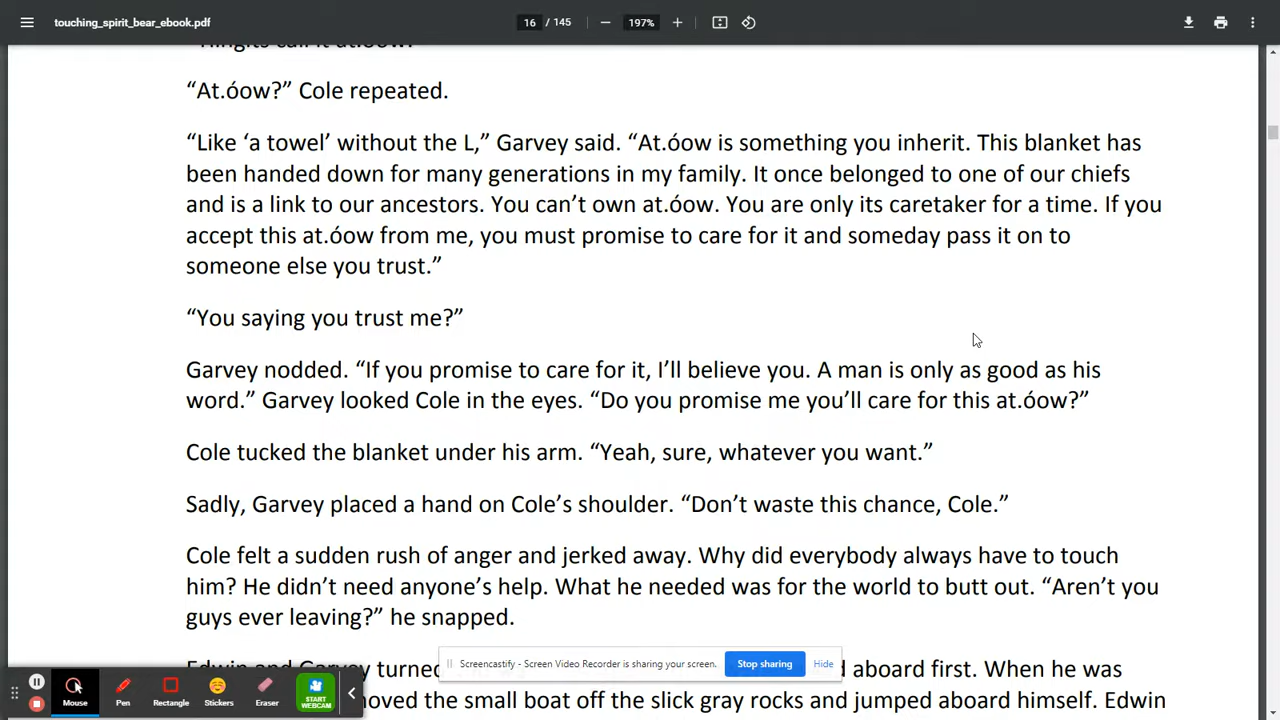 touching_spirit_bear_ebook.pdf
16 / 145
197%
“Tlingits call it at.óow.”
“At.óow?” Cole repeated.
“Like ‘a towel’ without the L,” Garvey said. “At.óow is something you inherit. This blanket has
been handed down for many generations in my family. It once belonged to one of our chiefs
and is a link to our ancestors. You can’t own at.óow. You are only its caretaker for a time. If you
accept this at.óow from me, you must promise to care for it and someday pass it on to
someone else you trust.”
“You saying you trust me?”
Garvey nodded. “If you promise to care for it, I’ll believe you. A man is only as good as his
word.” Garvey looked Cole in the eyes. “Do you promise me you’ll care for this at.óow?”
Cole tucked the blanket under his arm. “Yeah, sure, whatever you want.”
Sadly, Garvey placed a hand on Cole’s shoulder. “Don’t waste this chance, Cole.”
Cole felt a sudden rush of anger and jerked away. Why did everybody always have to touch
him? He didn’t need anyone’s help. What he needed was for the world to butt out. “Aren’t you
guys ever leaving?” he snapped.
Edwin and Garvey turned aboard first. When he was
Screencastify - Screen Video Recorder is sharing your screen. Stop sharing Hide
the small boat off the slick gray rocks and jumped aboard himself. Edwin
Mouse Pen Rectangle Stickers Eraser START WEBCAM